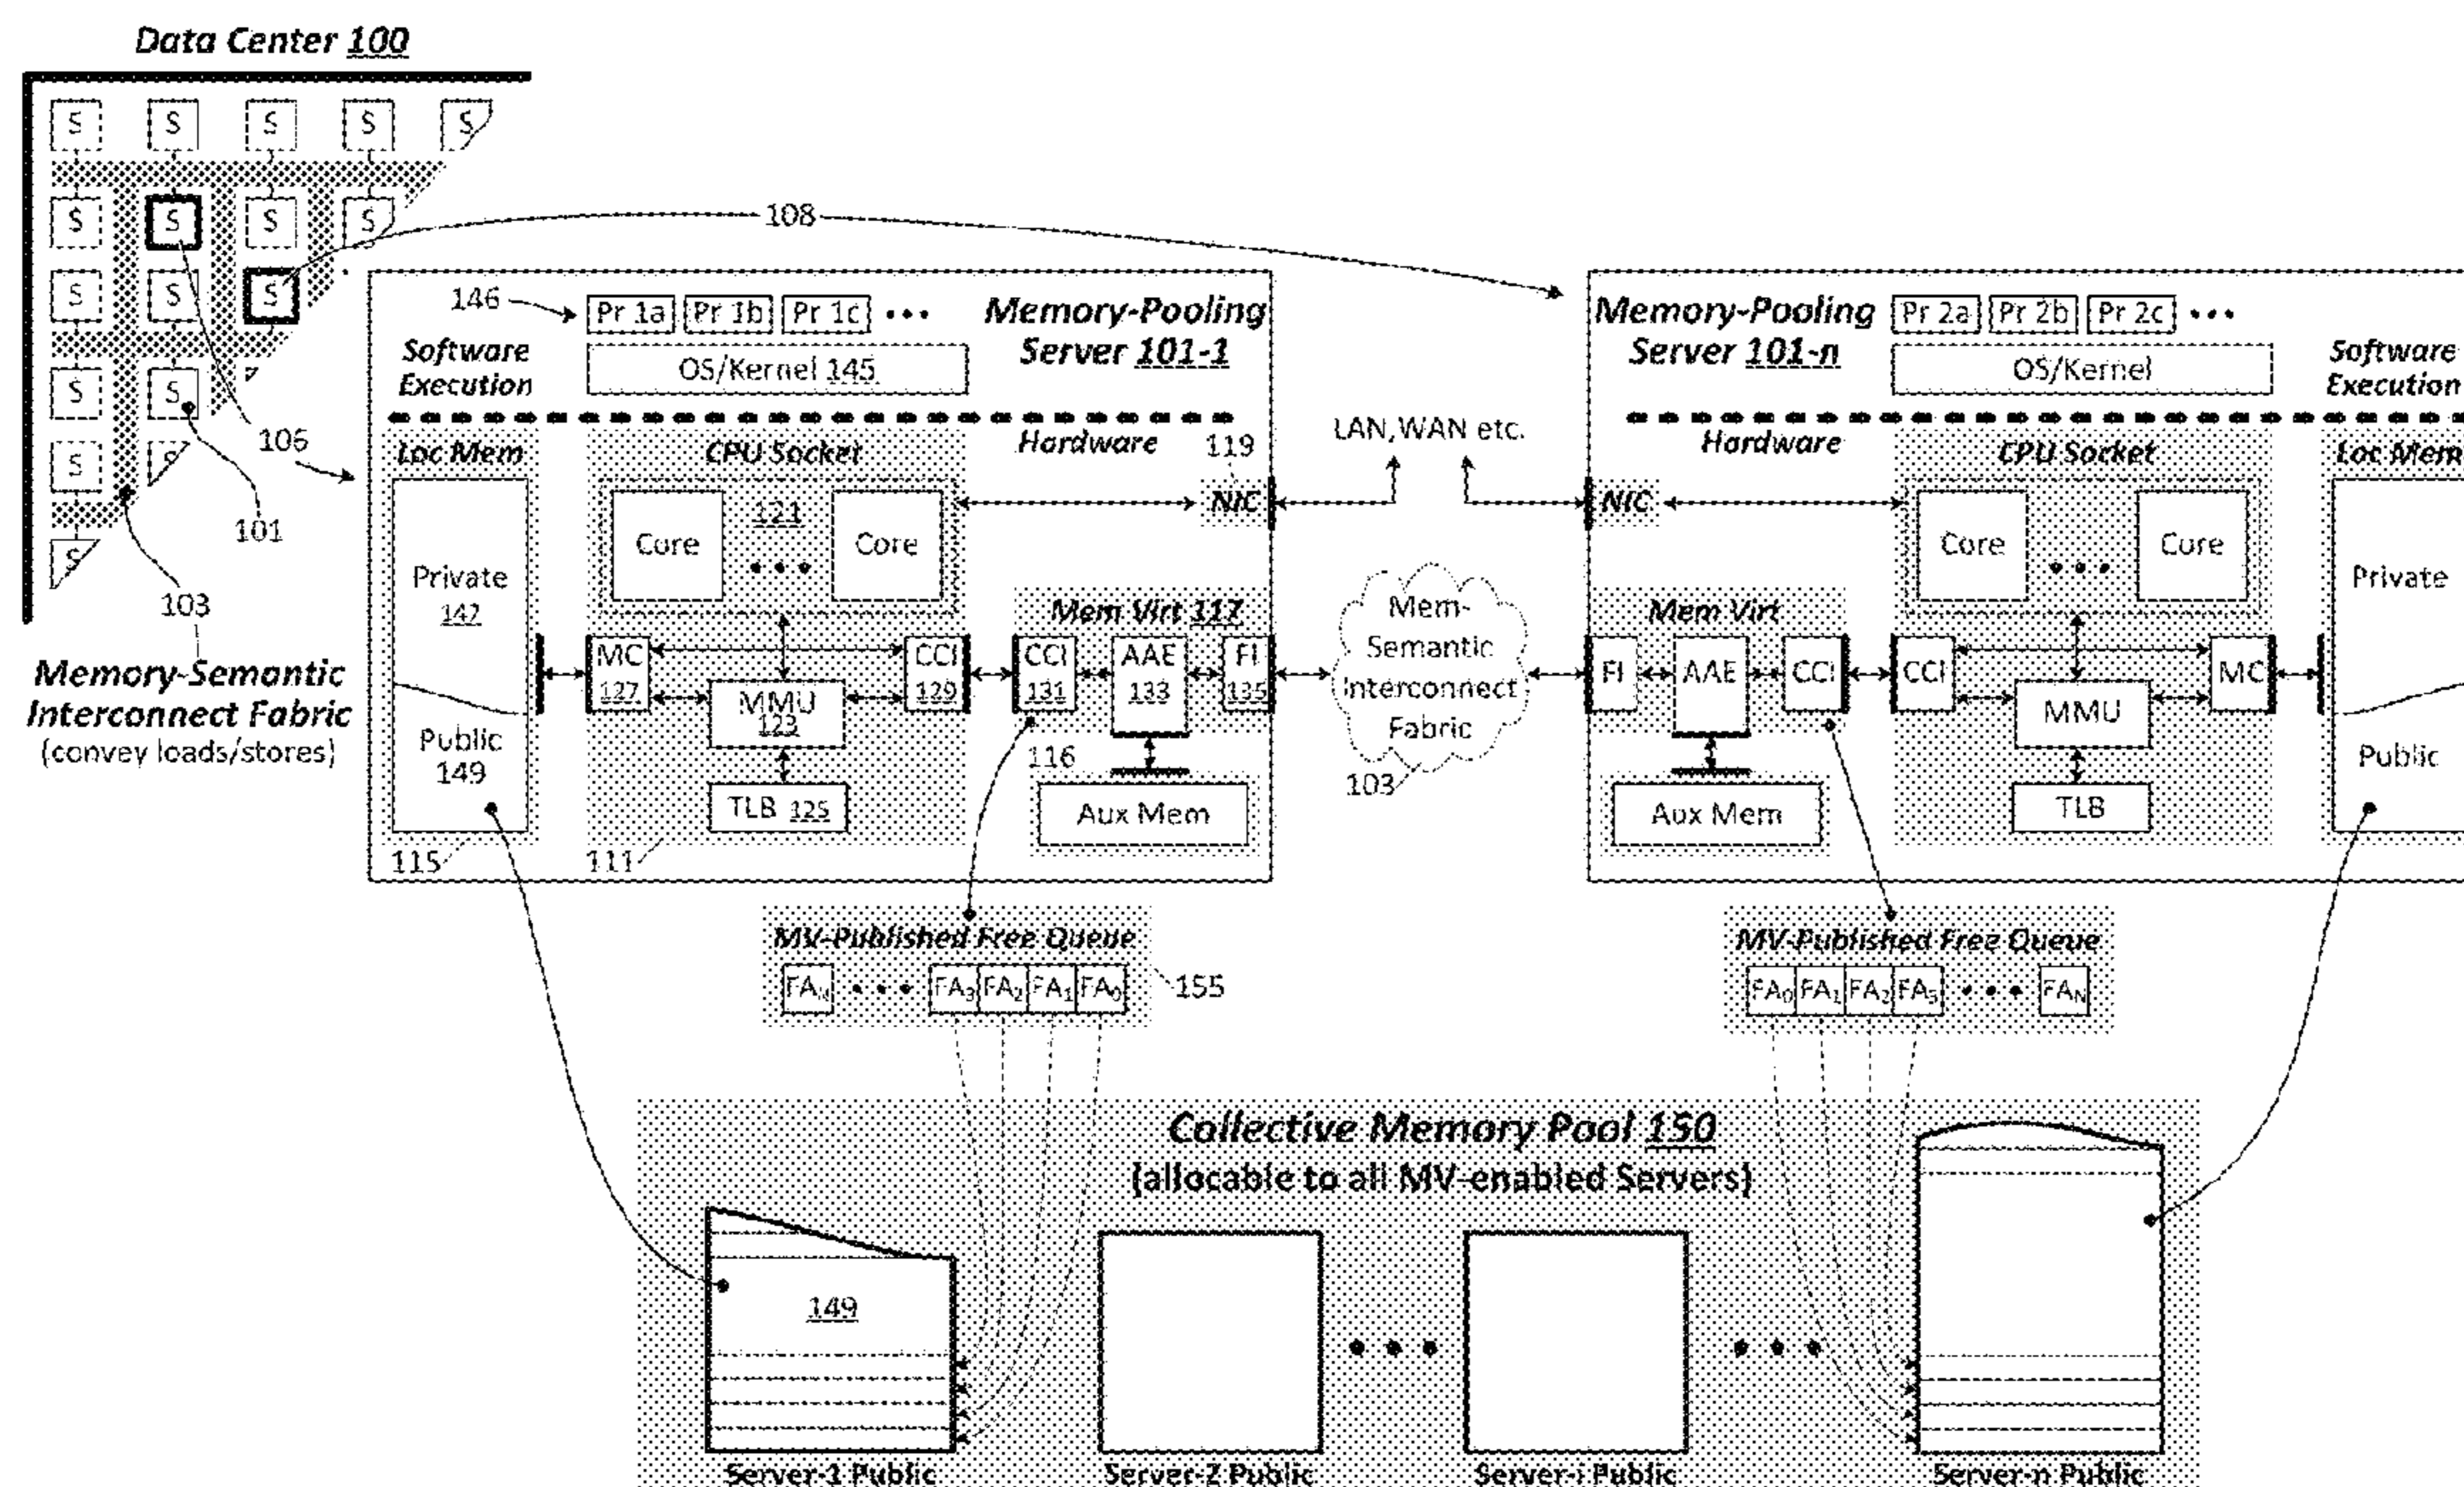 Data Center 100
S S S S S
S S S S
S S S
S S
S S
S
108
106
101
103
Memory-Semantic
Interconnect Fabric
(convey loads/stores)
146
Pr 1a Pr 1b Pr 1c •••
Memory-Pooling
Server 101-1
Software
Execution
OS/Kernel 145
Loc Mem
CPU Socket
Hardware
119
NIC
121
Core ••• Core
Private
147
Public
149
MC
127
MMU
123
CCI
129
TLB 125
Mem Virt 117
CCI
131
AAE
133
FI
135
116
Aux Mem
115
111
LAN,WAN etc.
Mem-
Semantic
Interconnect
Fabric
103
Memory-Pooling
Server 101-n
Pr 2a Pr 2b Pr 2c •••
OS/Kernel
Software
Execution
Hardware
CPU Socket
Loc Mem
NIC
Core ••• Core
Private
Mem Virt
FI AAE CCI
CCI MMU MC
Public
Aux Mem
TLB
MV-Published Free Queue
FAN ••• FA3 FA2 FA1 FA0
155
MV-Published Free Queue
FA0 FA1 FA2 FA3 ••• FAN
Collective Memory Pool 150
(allocable to all MV-enabled Servers)
149
••• •••
Server-1 Public
Server-2 Public
Server-i Public
Server-n Public